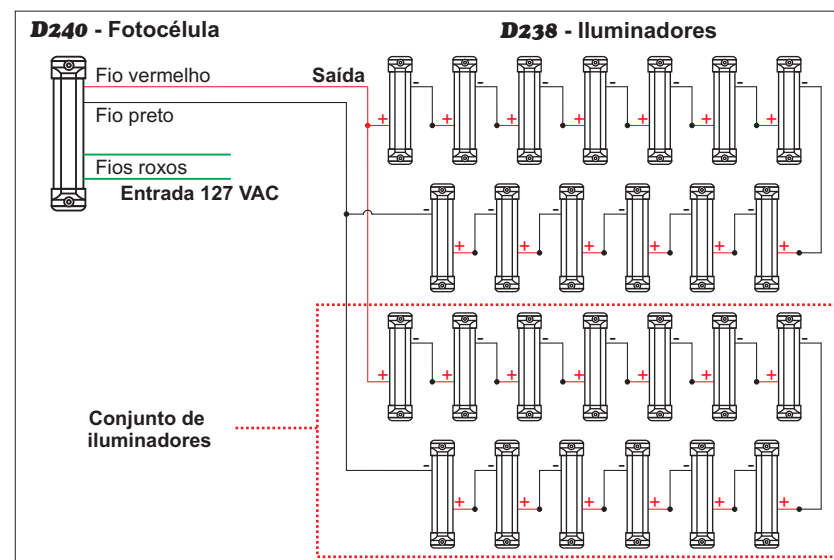 D240 - Fotocélula
D238 - Iluminadores
Fio vermelho
Saída
Fio preto
Fios roxos
Entrada 127 VAC
Conjunto de
iluminadores